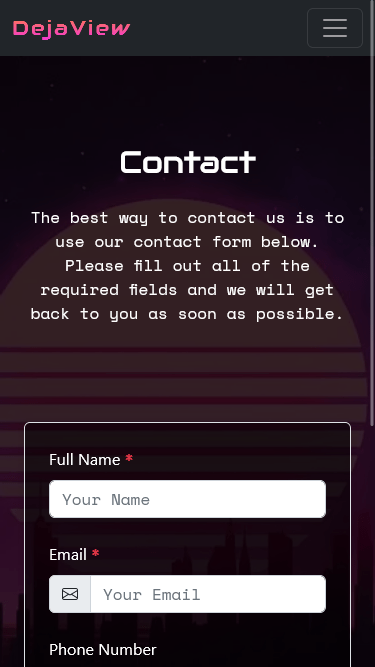 DejaView
Contact
The best way to contact us is to
use our contact form below.
Please fill out all of the
required fields and we will get
back to you as soon as possible.
Full Name *
Your Name
Email *
Your Email
Phone Number